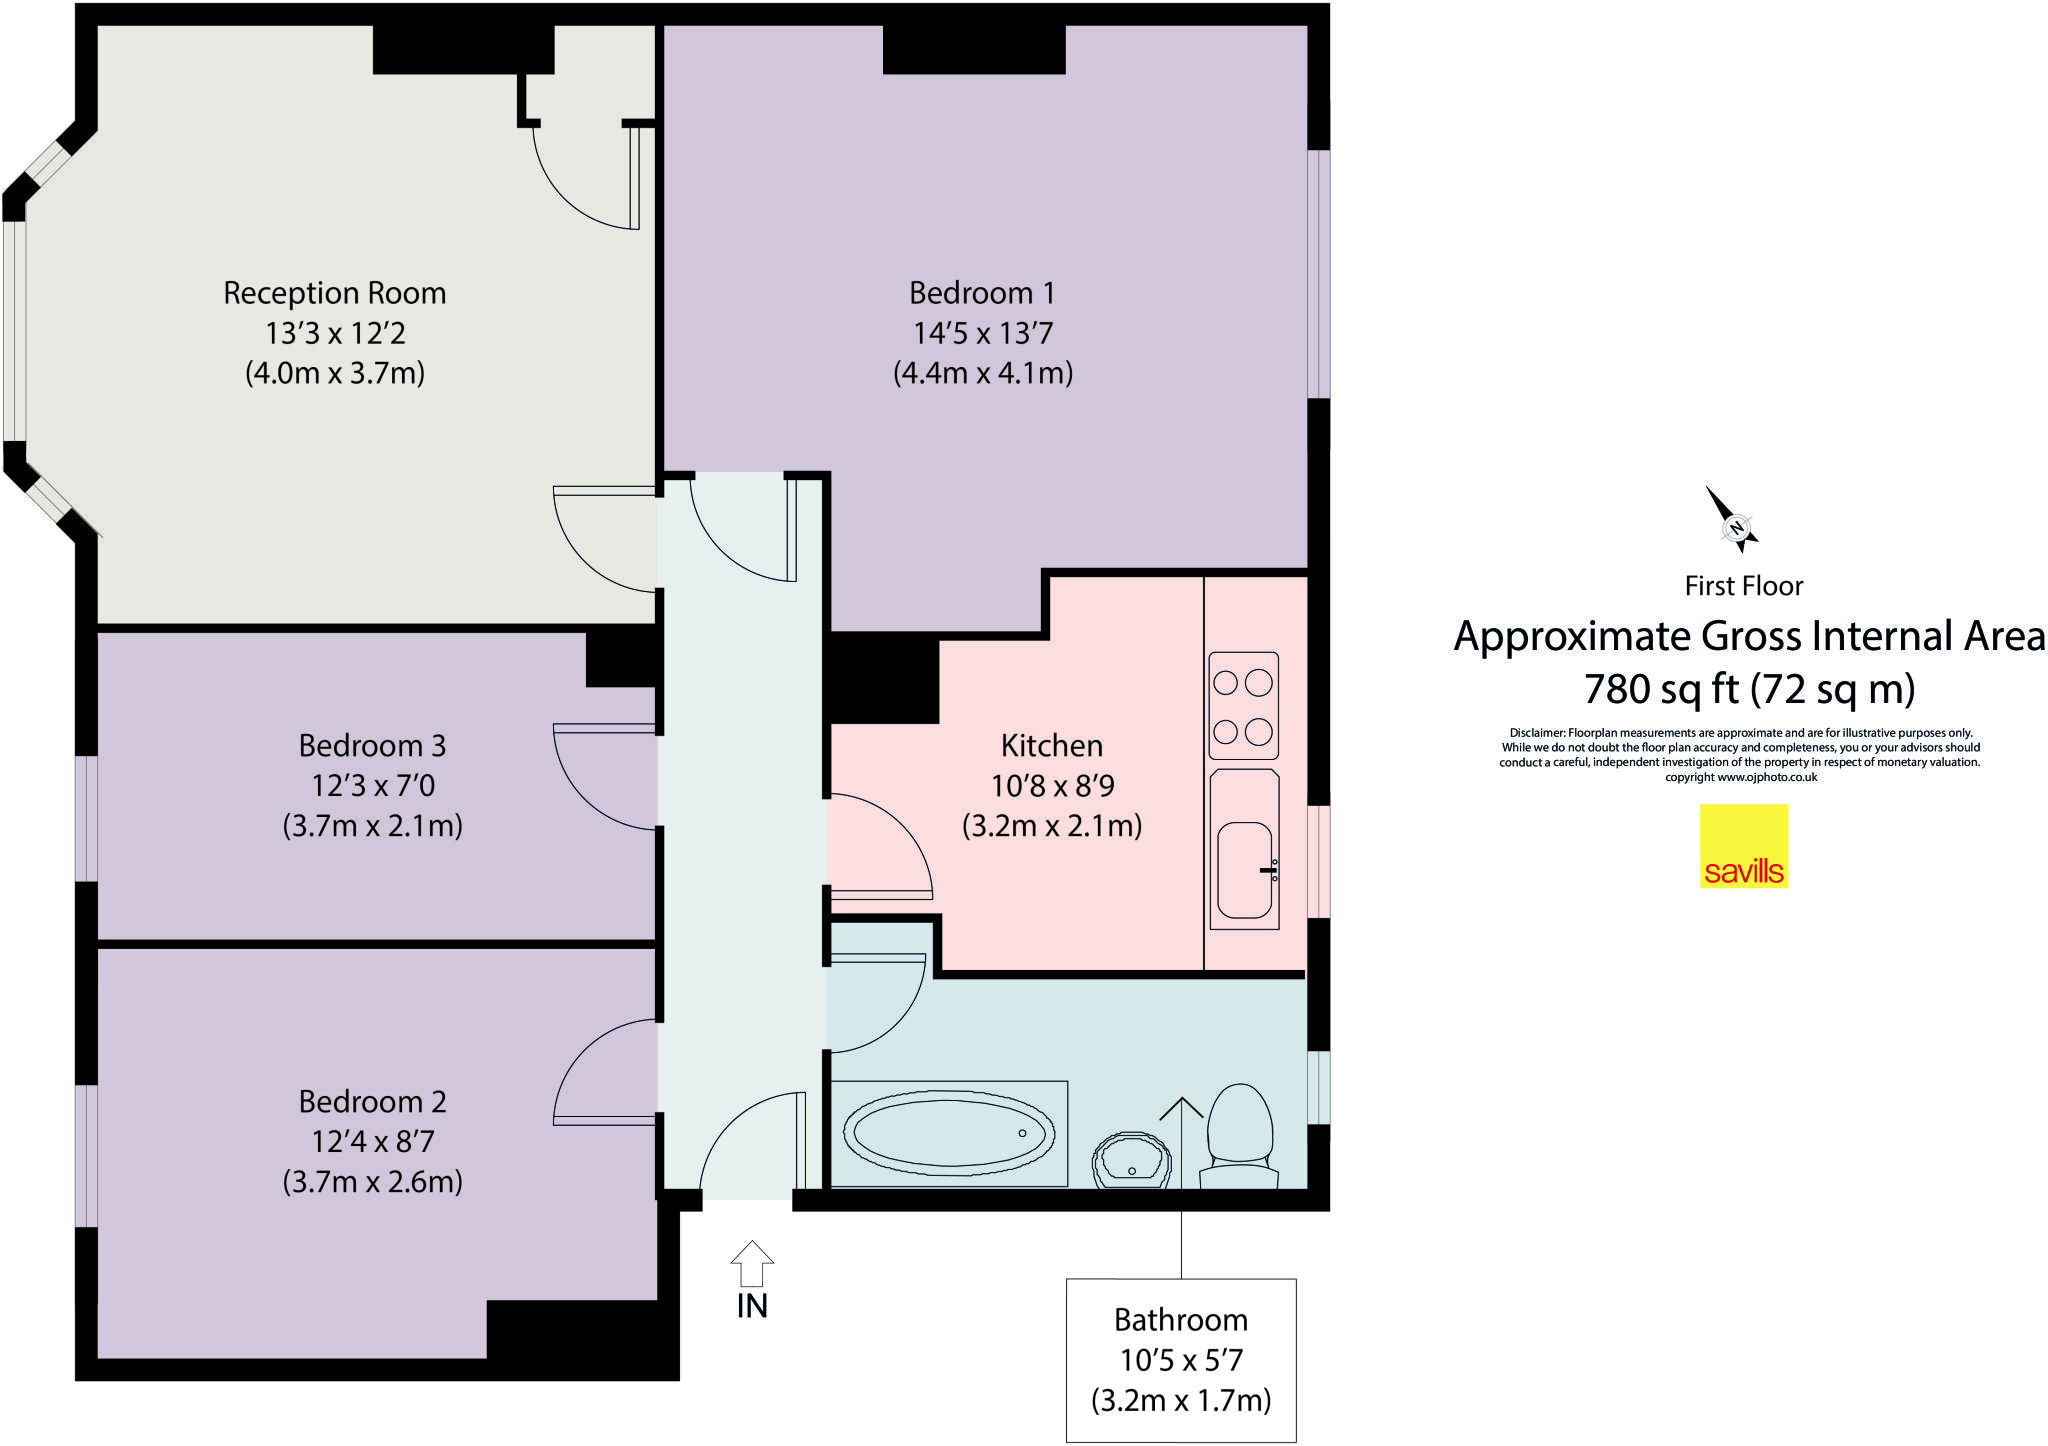 Reception Room
13’3 x 12’2
(4.0m x 3.7m)
Bedroom 1
14’5 x 13’7
(4.4m x 4.1m)
N
First Floor
Approximate Gross Internal Area
780 sq ft (72 sq m)
Disclaimer: Floorplan measurements are approximate and are for illustrative purposes only.
While we do not doubt the floor plan accuracy and completeness, you or your advisors should
conduct a careful, independent investigation of the property in respect of monetary valuation.
copyright www.ojphoto.co.uk
savills
Bedroom 3
12’3 x 7’0
(3.7m x 2.1m)
Kitchen
10’8 x 8’9
(3.2m x 2.1m)
Bedroom 2
12’4 x 8’7
(3.7m x 2.6m)
IN
Bathroom
10’5 x 5’7
(3.2m x 1.7m)